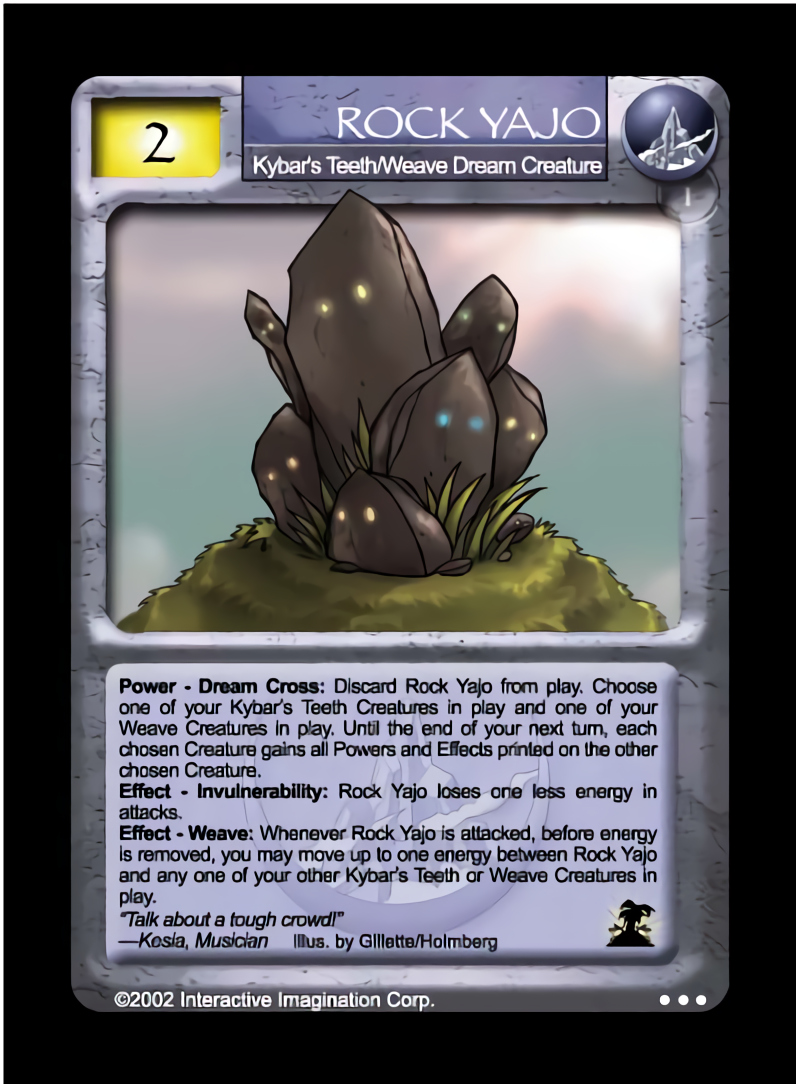 2
ROCK YAJO
Kybar's Teeth/Weave Dream Creature
1
Power - Dream Cross: Discard Rock Yajo from play. Choose
one of your Kybar's Teeth Creatures in play and one of your
Weave Creatures in play. Until the end of your next turn, each
chosen Creature gains all Powers and Effects printed on the other
chosen Creature.
Effect - Invulnerability: Rock Yajo loses one less energy in
attacks.
Effect - Weave: Whenever Rock Yajo is attacked, before energy
is removed, you may move up to one energy between Rock Yajo
and any one of your other Kybar's Teeth or Weave Creatures in
play.
"Talk about a tough crowd!"
—Kesia, Musician Illus. by Gillette/Holmberg
©2002 Interactive Imagination Corp.